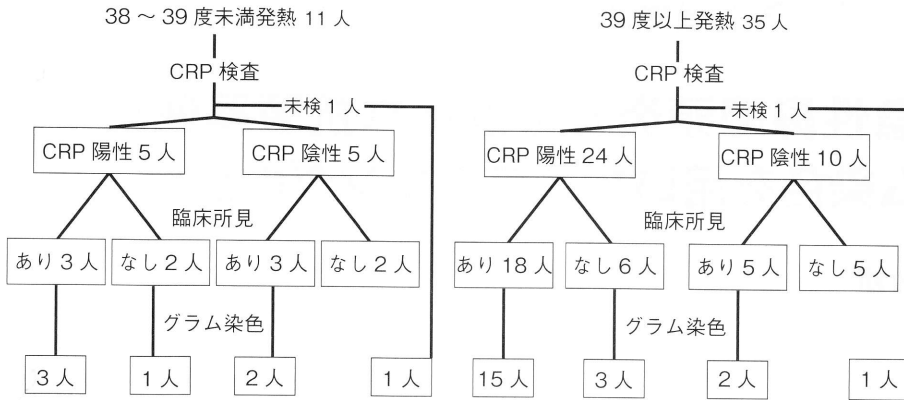 38～39度未満発熱 11人
CRP 検査
未検 1 人
CRP 陽性 5 人
CRP 陰性 5 人
臨床所見
あり 3 人
なし 2 人
あり 3 人
なし 2 人
グラム染色
3 人
1 人
2 人
1 人
39 度以上発熱 35 人
CRP 検査
未検 1 人
CRP 陽性 24 人
CRP 陰性 10 人
臨床所見
あり 18 人
なし 6 人
あり 5 人
なし 5 人
グラム染色
15 人
3 人
2 人
1 人